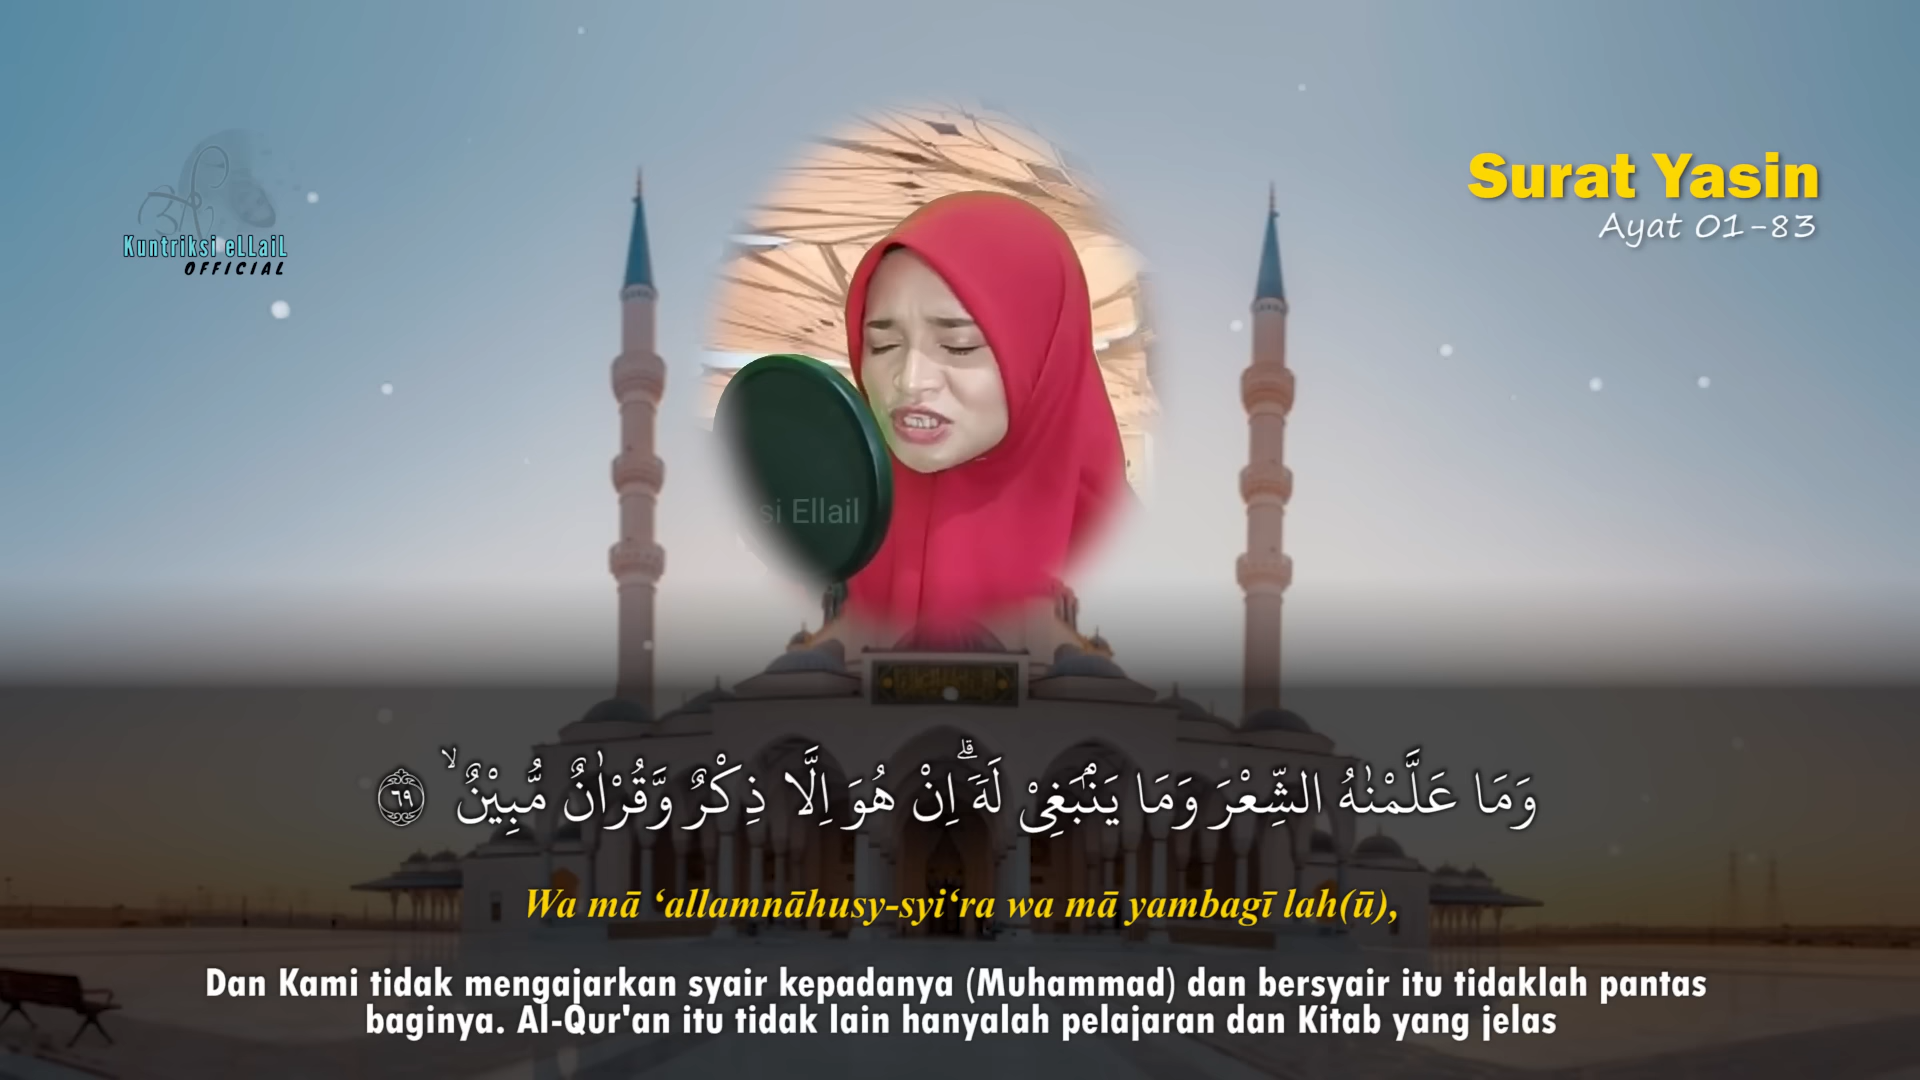 Surat Yasin
Ayat 01-83
Kuntriksi eLLaiL
OFFICIAL
si Ellail
وَمَا عَلَّمْنٰهُ الشِّعْرَ وَمَا يَنْۢبَغِيْ لَهٗ ۗاِنْ هُوَ اِلَّا ذِكْرٌ وَّقُرْاٰنٌ مُّبِيْنٌ ۙ ٦٩
Wa mā ‘allamnāhusy-syi‘ra wa mā yambagī lah(ū),
Dan Kami tidak mengajarkan syair kepadanya (Muhammad) dan bersyair itu tidaklah pantas
baginya. Al-Qur'an itu tidak lain hanyalah pelajaran dan Kitab yang jelas